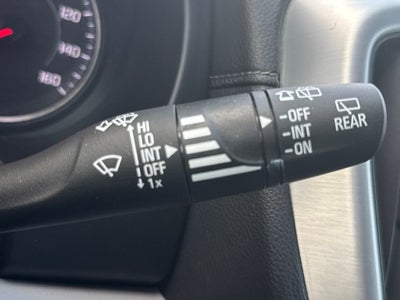 120
140
160
HI
LO
INT
OFF
1x
-OFF
-INT
-ON
REAR